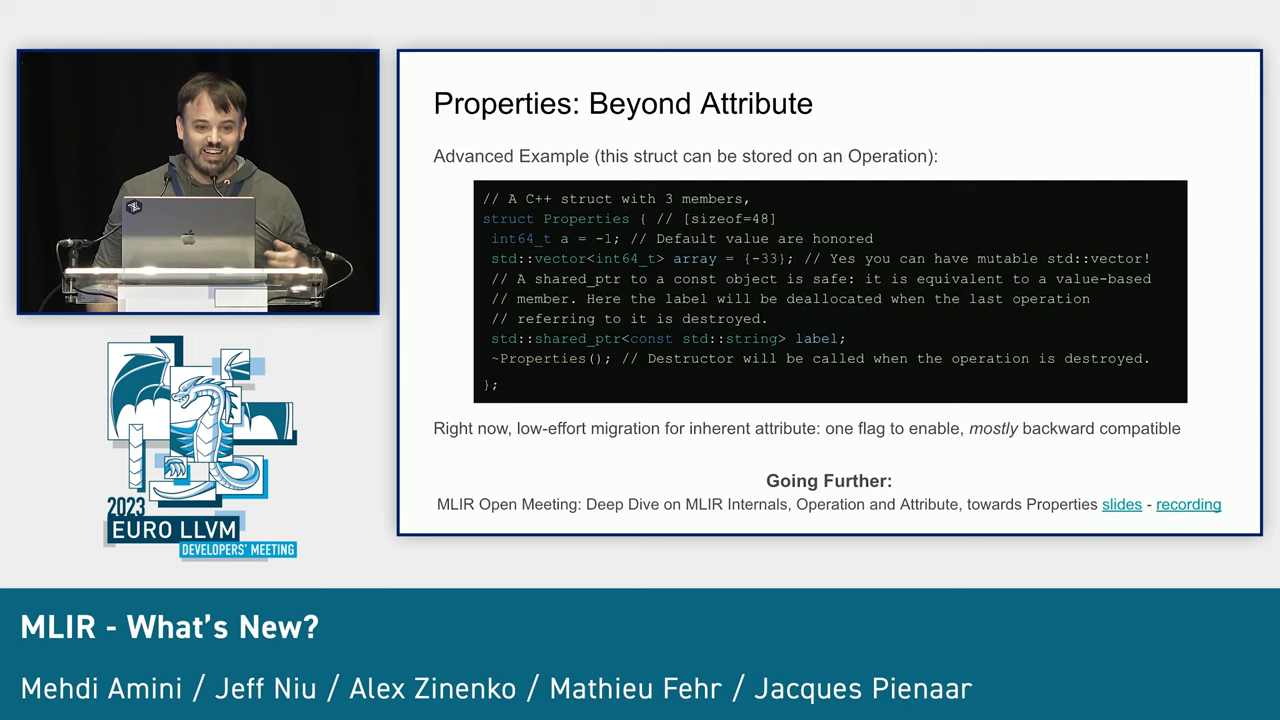 Properties: Beyond Attribute
Advanced Example (this struct can be stored on an Operation):
// A C++ struct with 3 members,
struct Properties { // [sizeof=48]
int64_t a = -1; // Default value are honored
std::vector<int64_t> array = {-33}; // Yes you can have mutable std::vector!
// A shared_ptr to a const object is safe: it is equivalent to a value-based
// member. Here the label will be deallocated when the last operation
// referring to it is destroyed.
std::shared_ptr<const std::string> label;
~Properties(); // Destructor will be called when the operation is destroyed.
};
Right now, low-effort migration for inherent attribute: one flag to enable, mostly backward compatible
Going Further:
MLIR Open Meeting: Deep Dive on MLIR Internals, Operation and Attribute, towards Properties slides - recording
2023
EURO LLVM
DEVELOPERS' MEETING
MLIR - What's New?
Mehdi Amini / Jeff Niu / Alex Zinenko / Mathieu Fehr / Jacques Pienaar